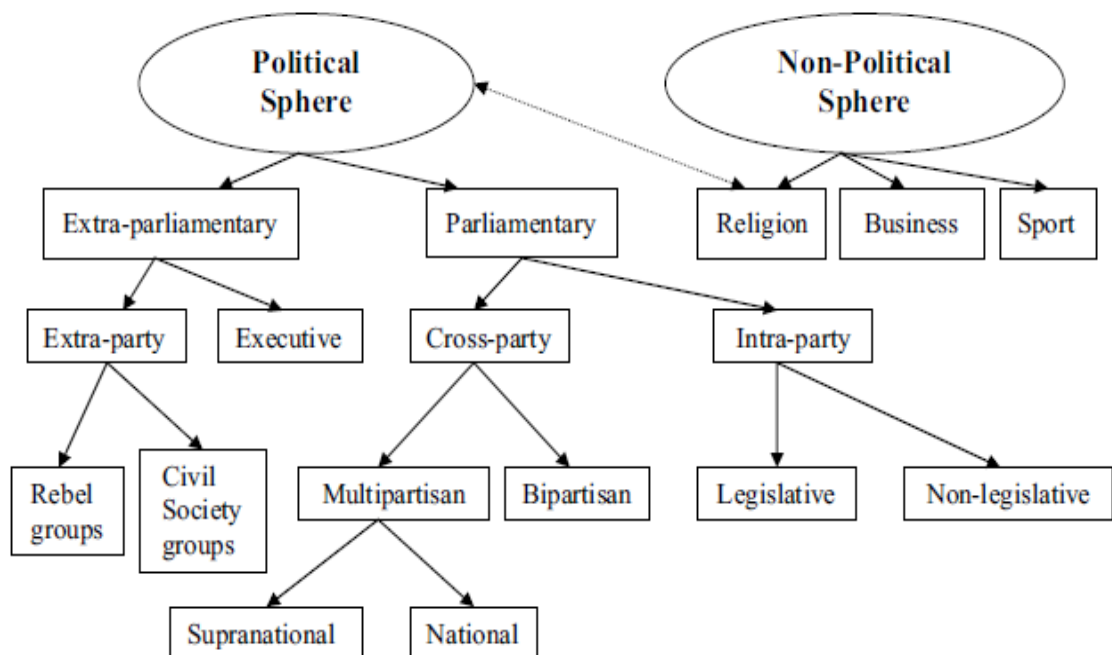 Political
Sphere
Non-Political
Sphere
Extra-parliamentary
Parliamentary
Religion
Business
Sport
Extra-party
Executive
Cross-party
Intra-party
Rebel
groups
Civil
Society
groups
Multipartisan
Bipartisan
Legislative
Non-legislative
Supranational
National